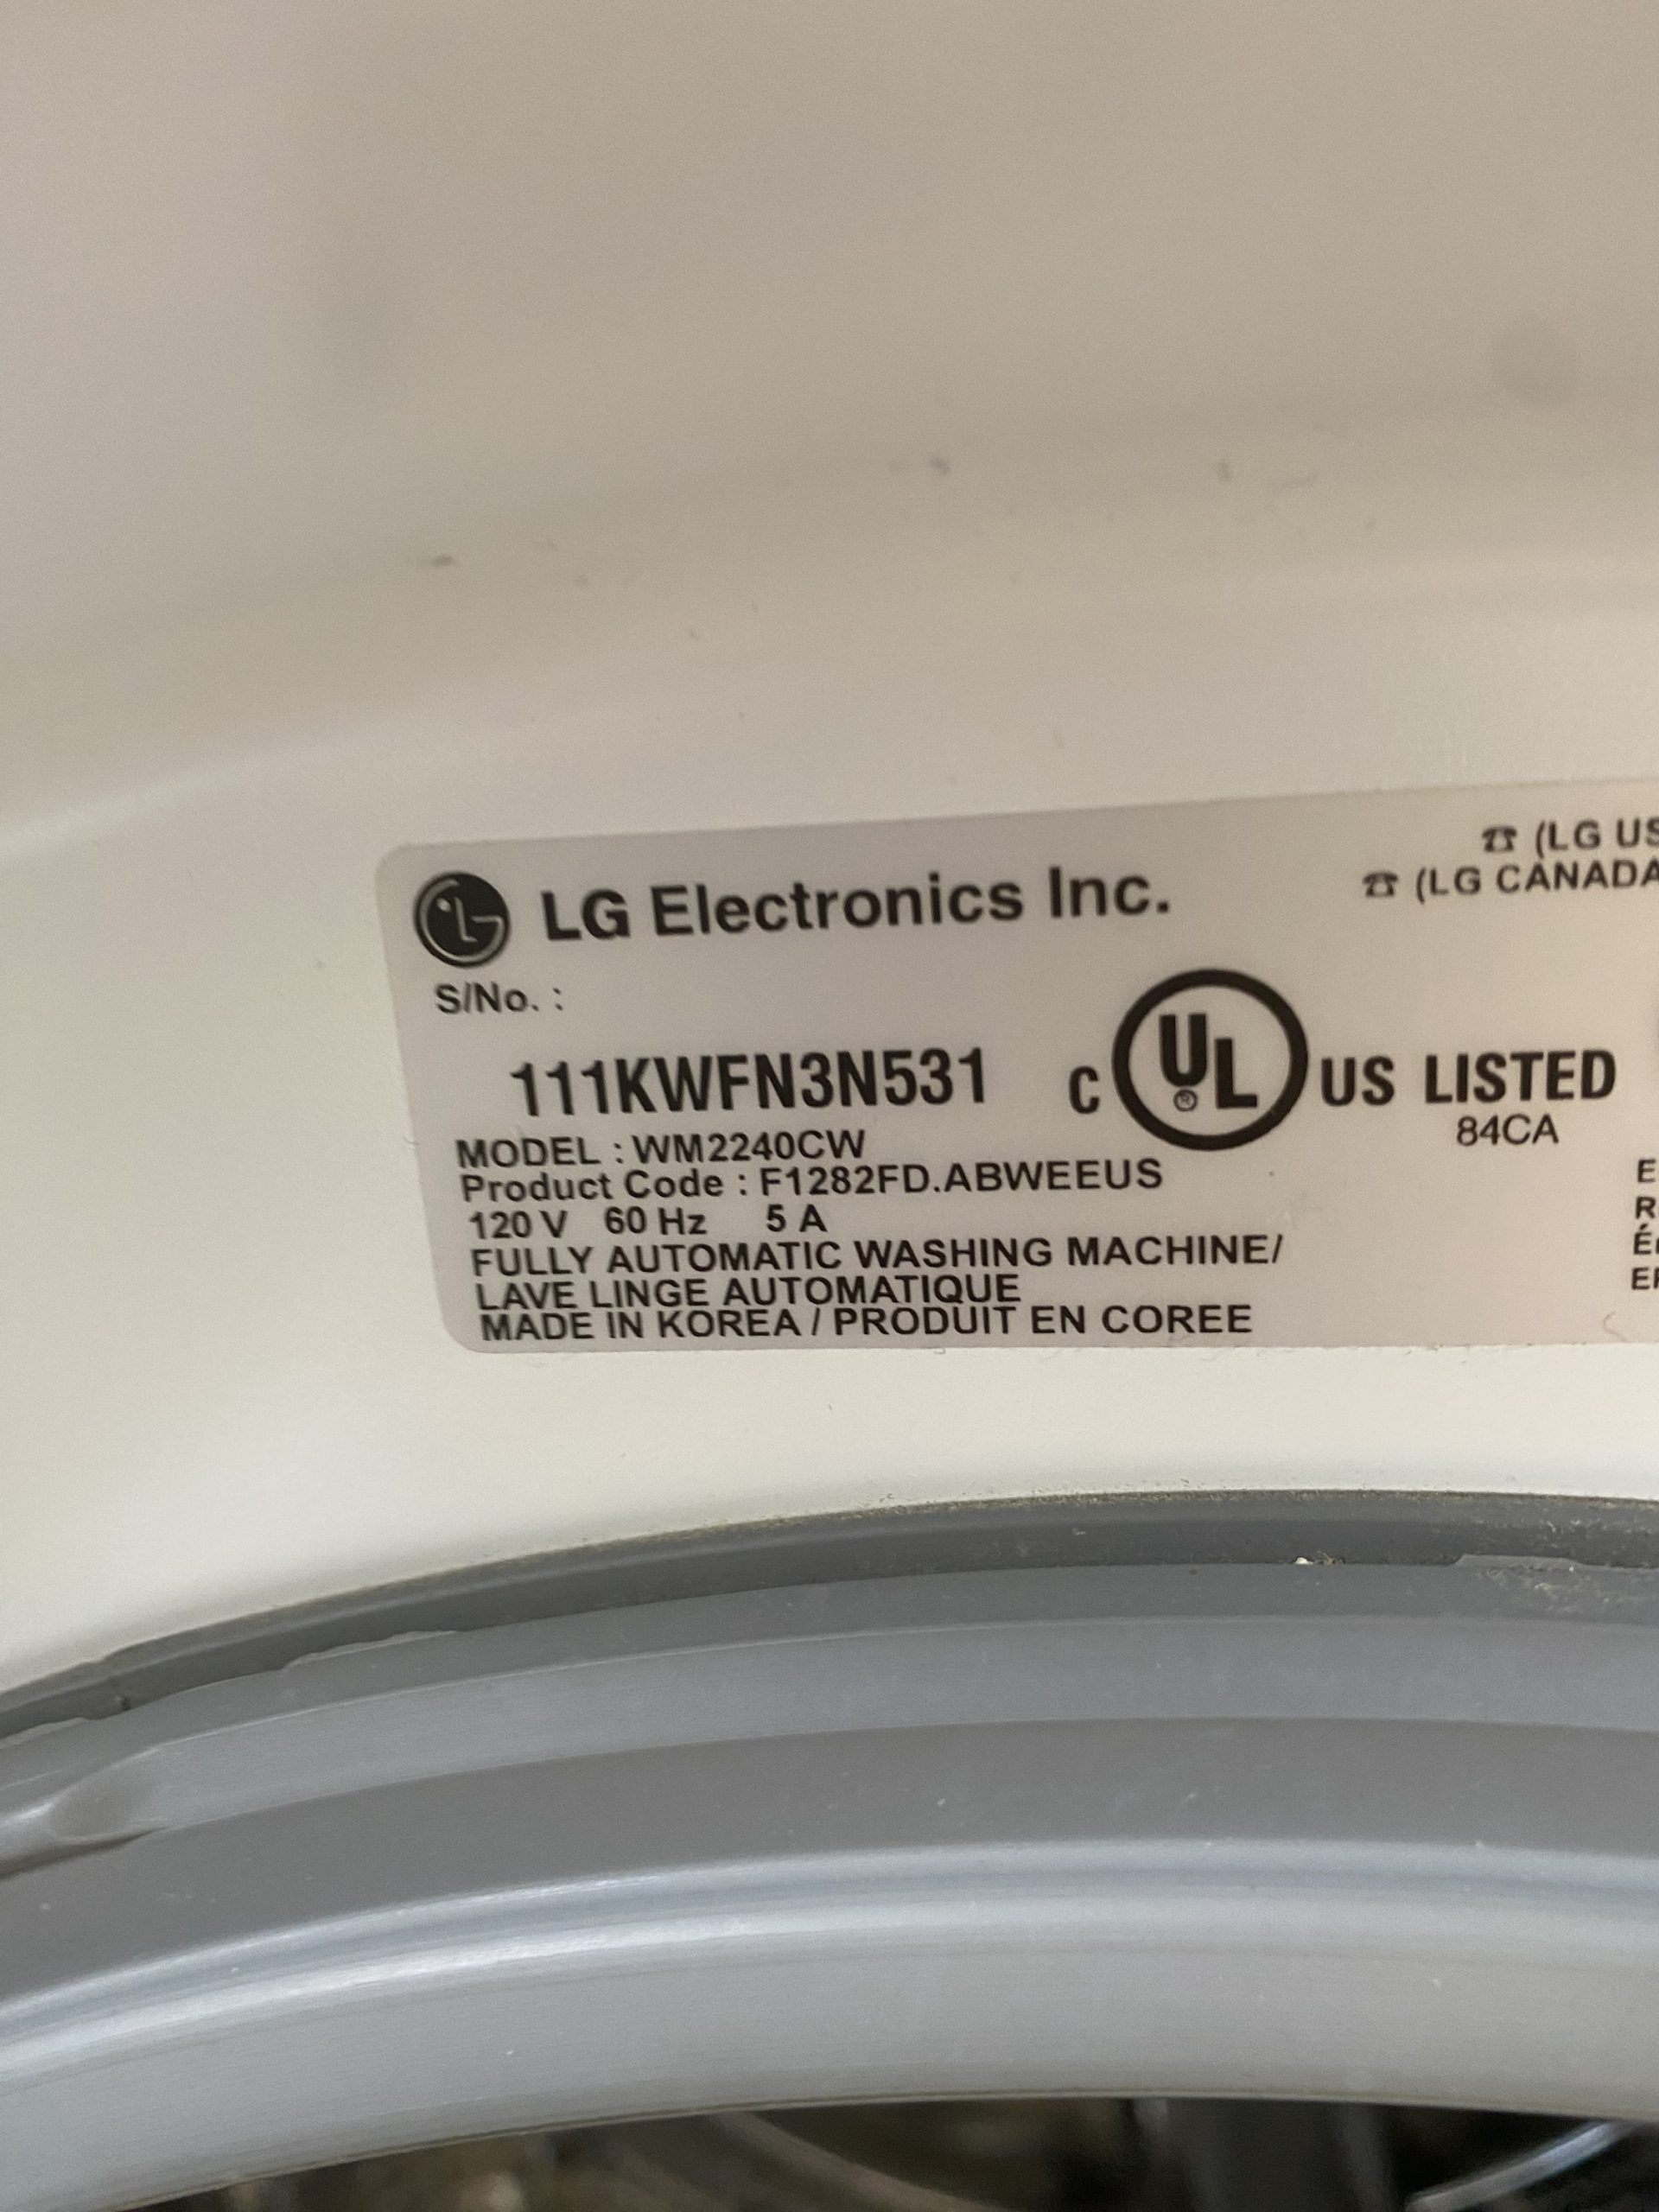 ☎ (LG US
LG Electronics Inc.
☎ (LG CANADA
S/No. :
111KWFN3N531
C UL ® US LISTED
84CA
MODEL : WM2240CW
Product Code : F1282FD.ABWEEUS
120 V 60 Hz 5 A
FULLY AUTOMATIC WASHING MACHINE/
LAVE LINGE AUTOMATIQUE
MADE IN KOREA / PRODUIT EN COREE